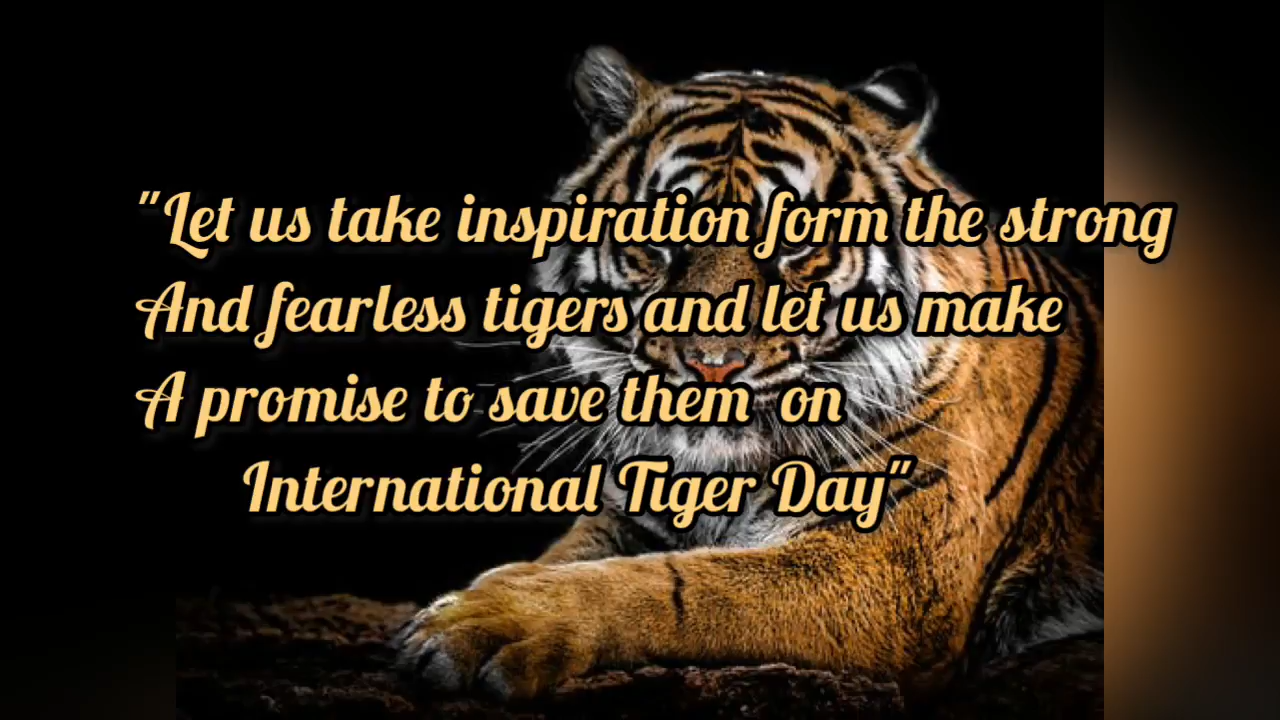 "Let us take inspiration form the strong
And fearless tigers and let us make
A promise to save them on
International Tiger Day"